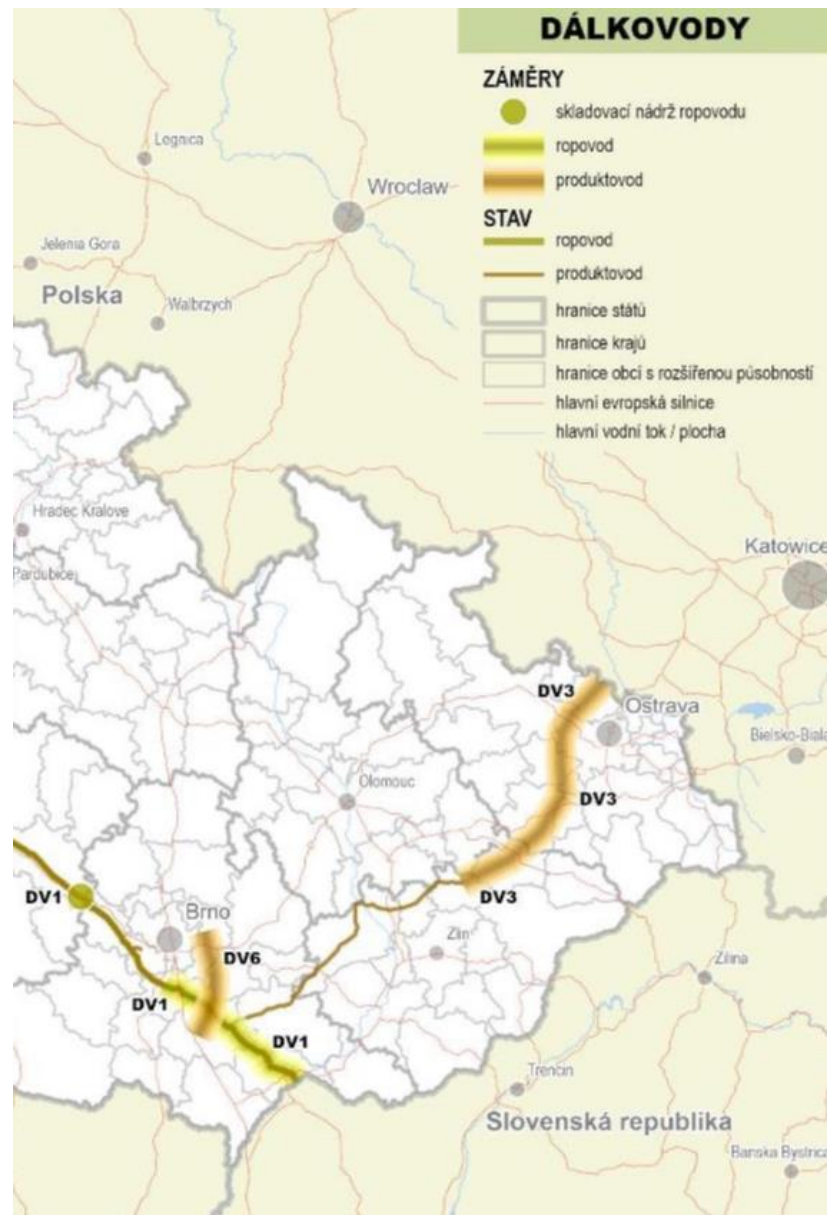 DÁLKOVODY
ZÁMĚRY
skladovací nádrž ropovodu
ropovod
produktovod
STAV
ropovod
produktovod
hranice států
hranice krajů
hranice obcí s rozšířenou působností
hlavní evropská silnice
hlavní vodní tok / plocha
Legnica
Wroclaw
Jelenia Gora
Polska
Walbrzych
Hradec Kralove
Pardubice
Katowice
DV3
Ostrava
Bielsko-Biala
Olomouc
DV3
DV1
DV3
Brno
Zlin
DV6
Zilina
DV1
DV1
Trencin
Slovenská republika
Banska Bystrica